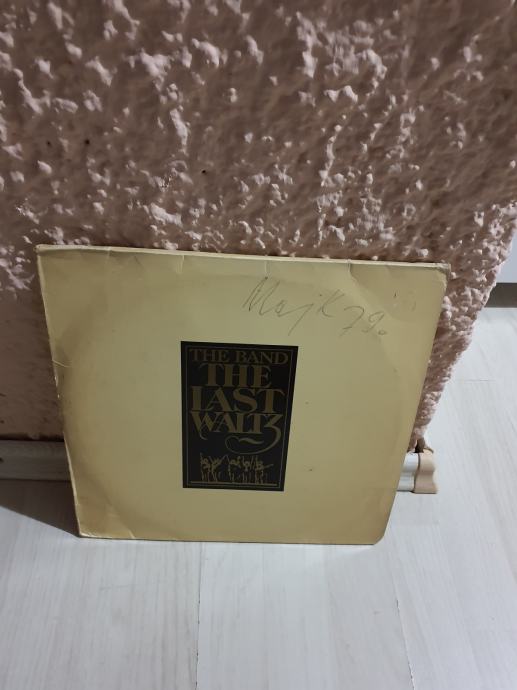 Majk 79.
THE BAND
THE
LAST
WALTZ